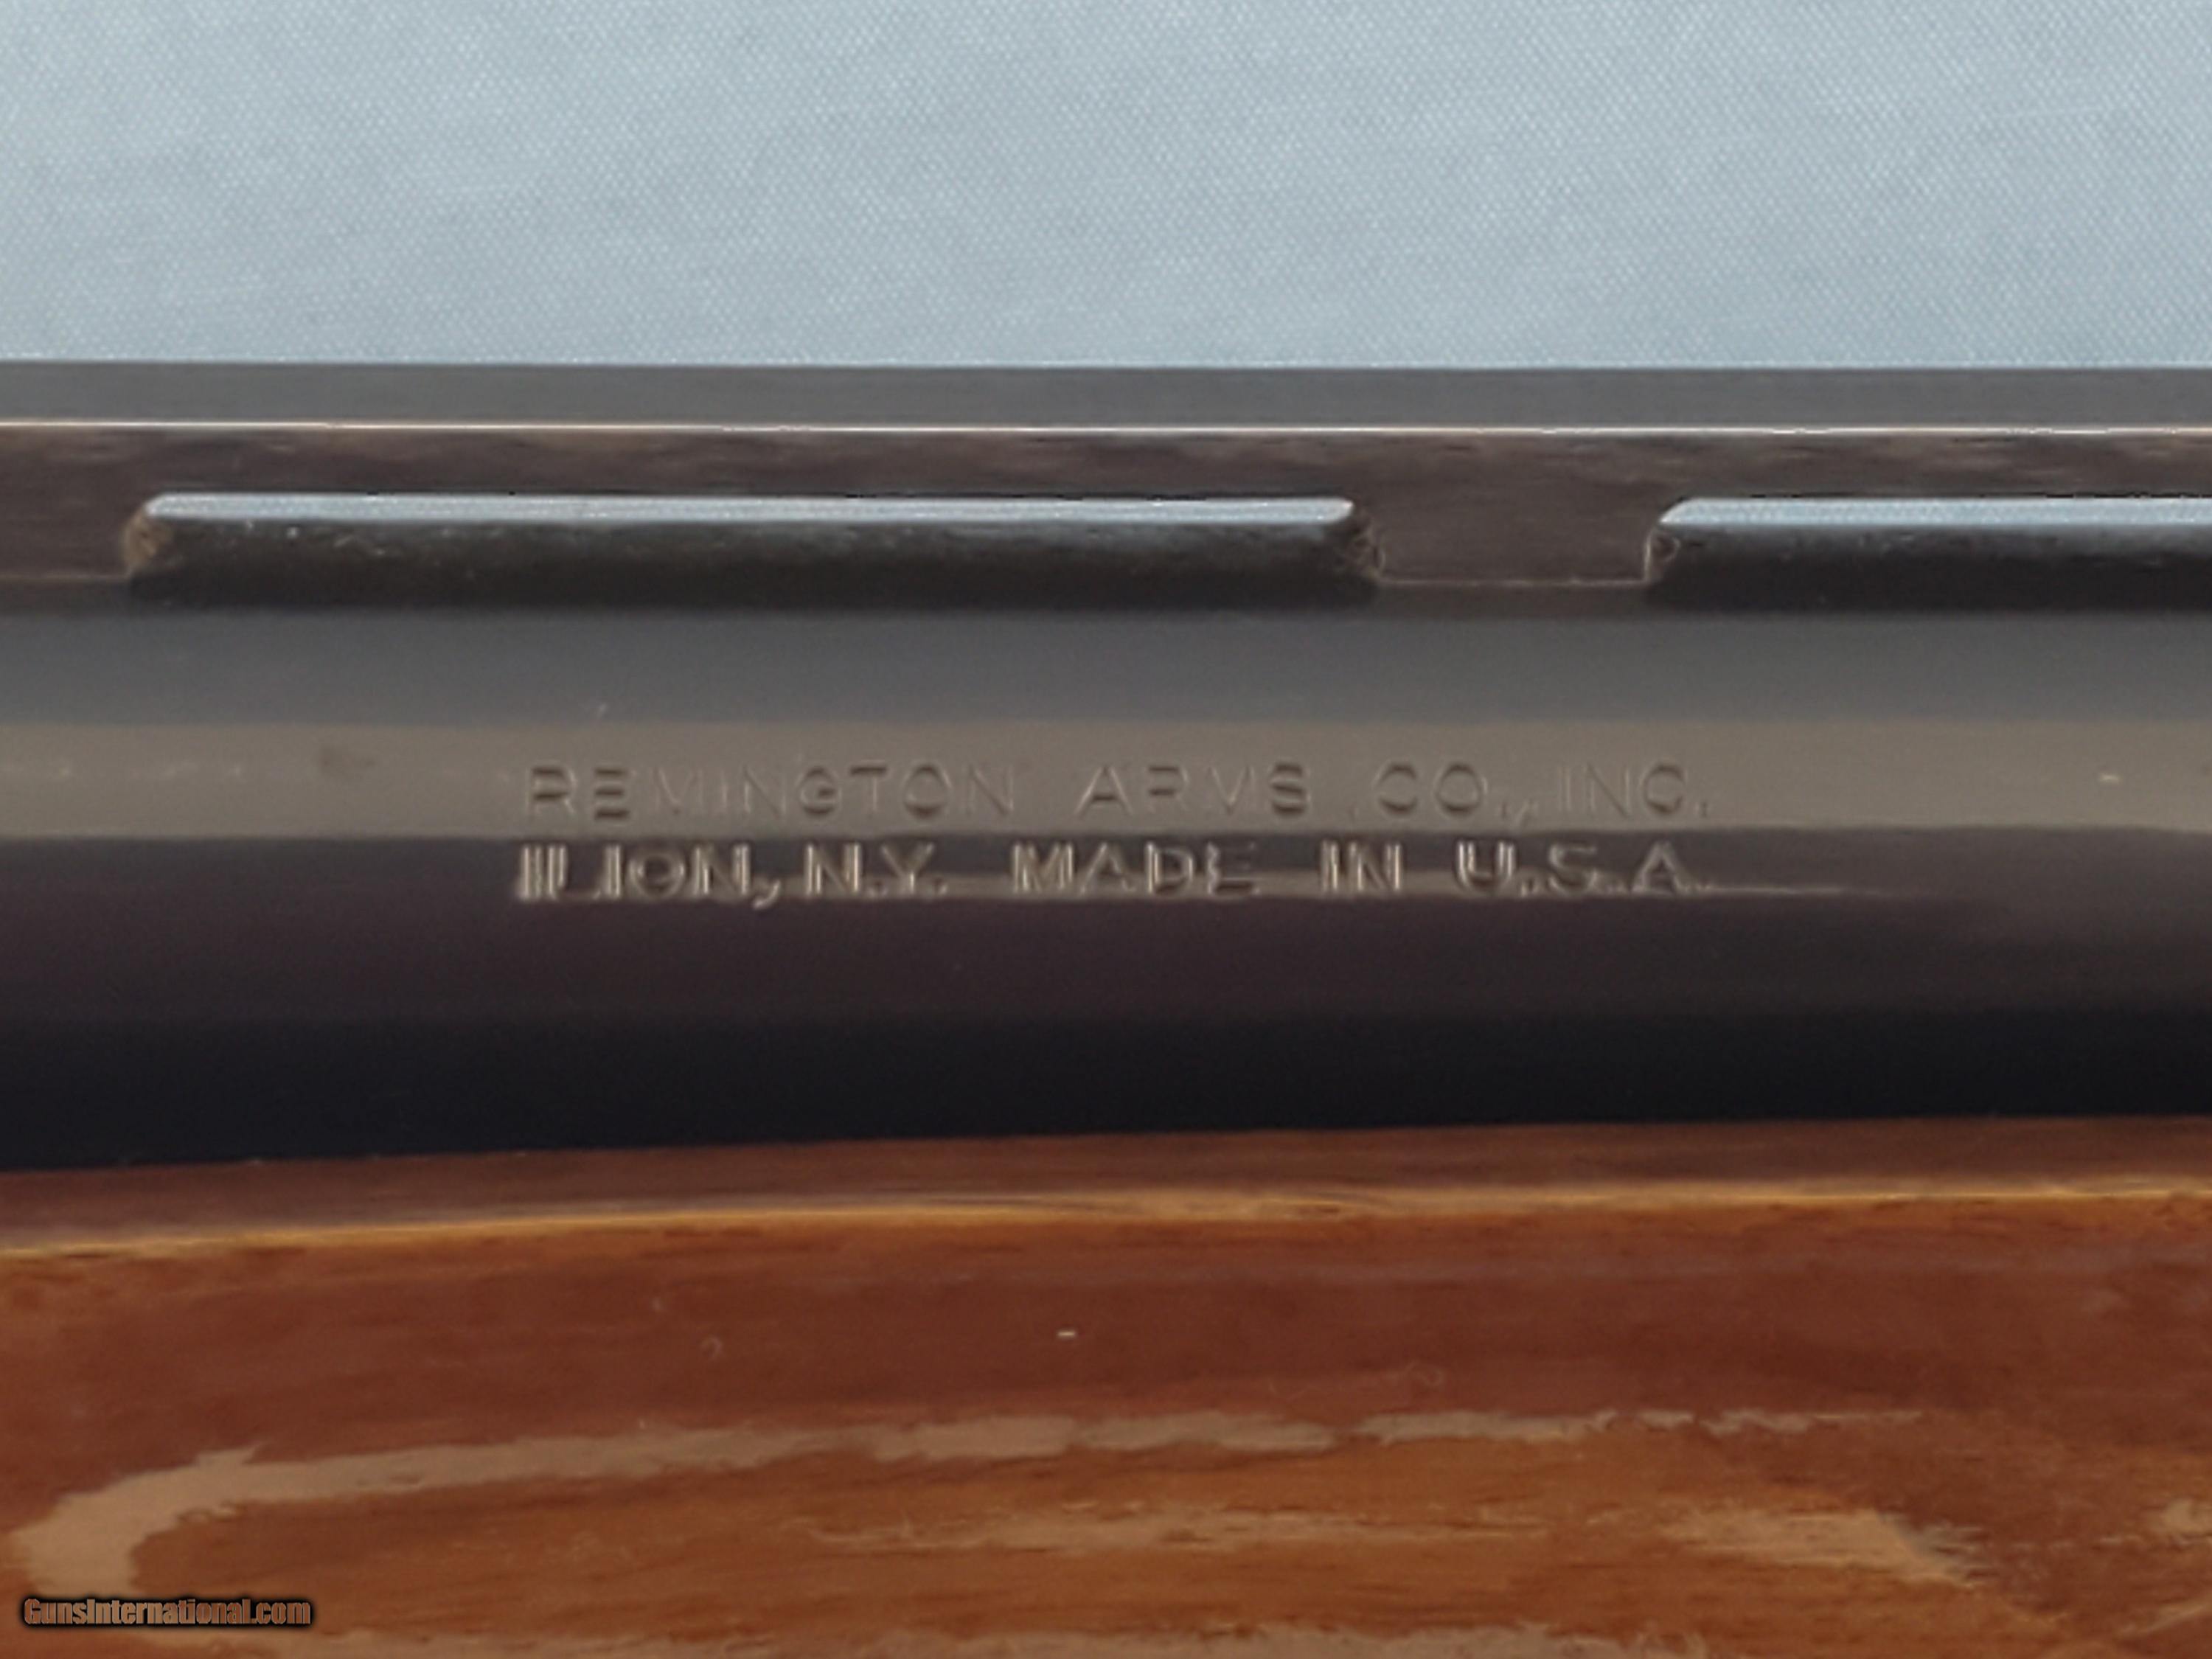 REMINGTON ARMS CO., INC.
ILION, N.Y. MADE IN U.S.A.
GunsInternational.com